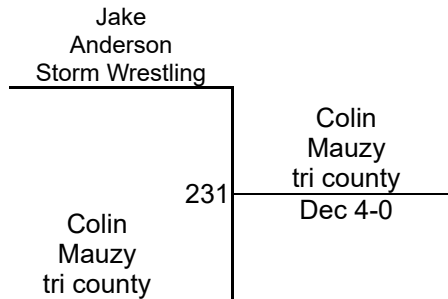 Jake
Anderson
Storm Wrestling
Colin
Mauzy
tri county
231
Dec 4-0
Colin
Mauzy
tri county